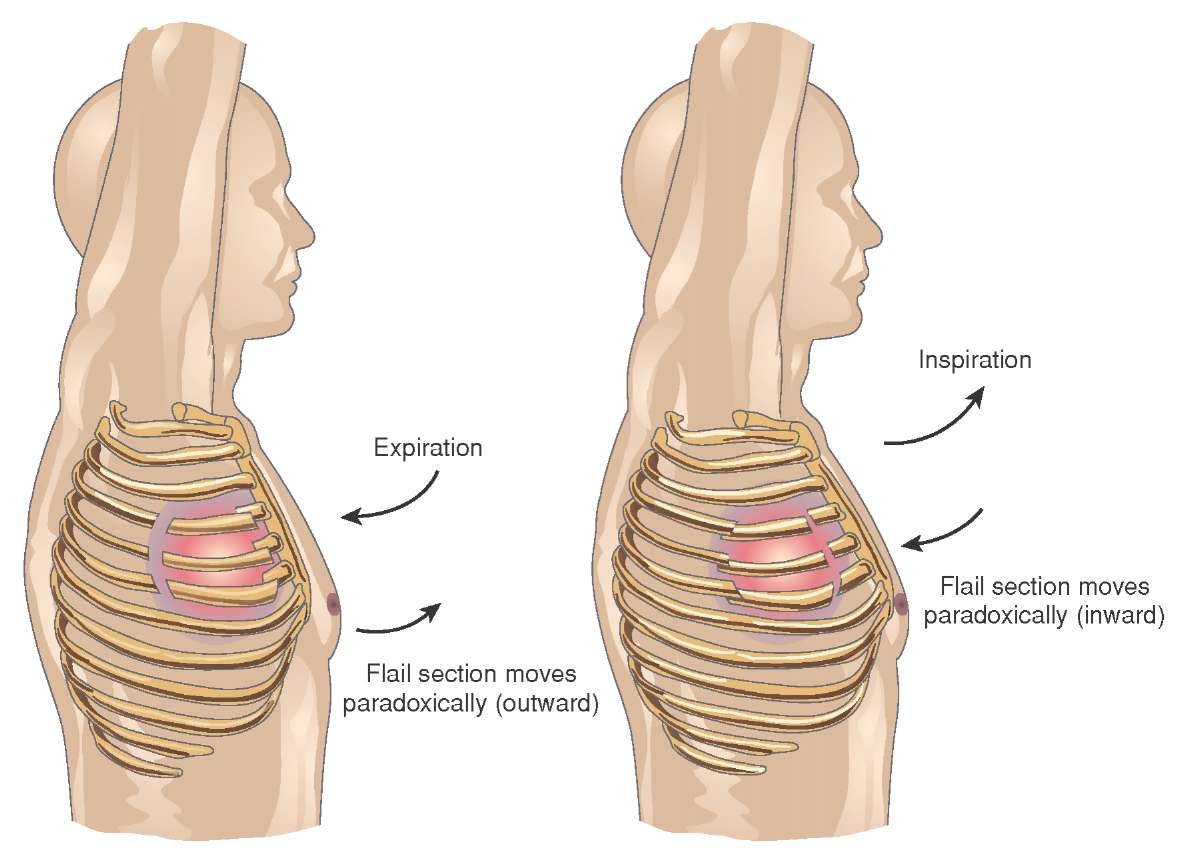 Expiration
Flail section moves
paradoxically (outward)
Inspiration
Flail section moves
paradoxically (inward)